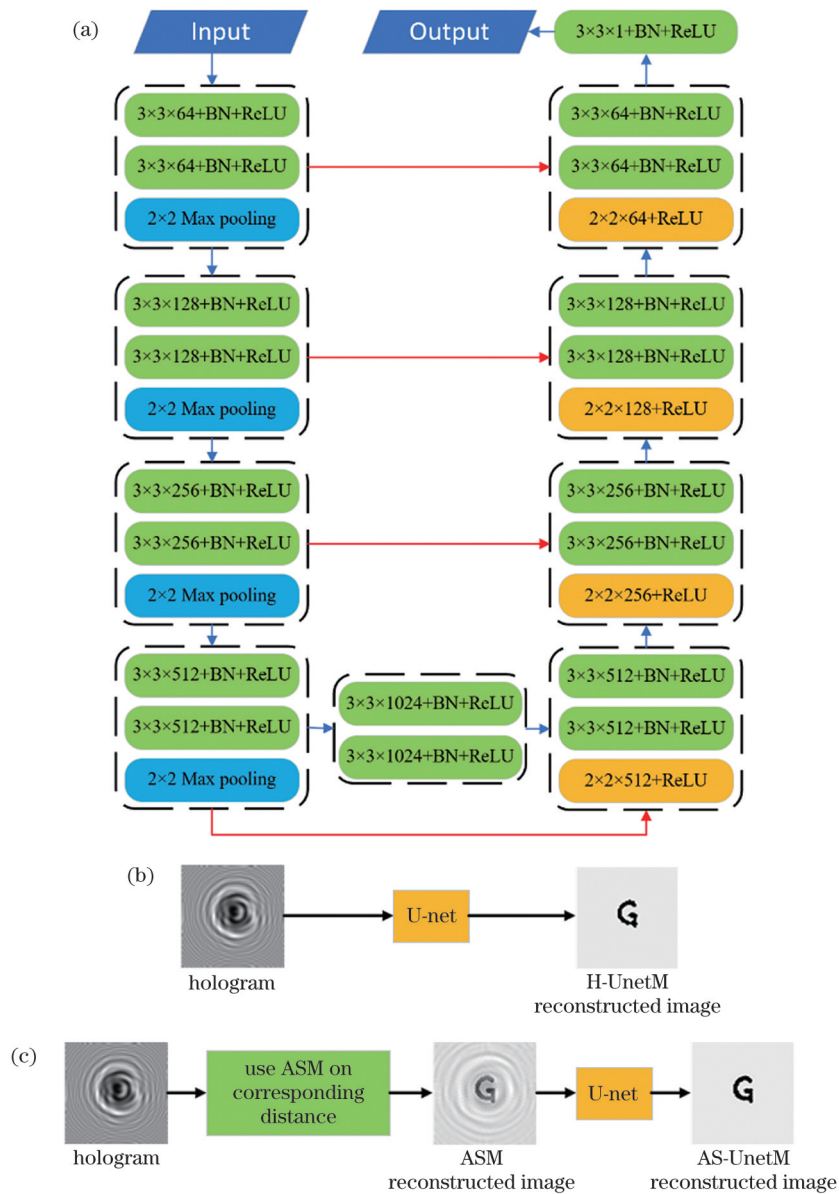 (a)
Input
Output
3×3×1+BN+ReLU
3×3×64+BN+ReLU
3×3×64+BN+ReLU
2×2 Max pooling
3×3×64+BN+ReLU
3×3×64+BN+ReLU
2×2×64+ReLU
3×3×128+BN+ReLU
3×3×128+BN+ReLU
2×2 Max pooling
3×3×128+BN+ReLU
3×3×128+BN+ReLU
2×2×128+ReLU
3×3×256+BN+ReLU
3×3×256+BN+ReLU
2×2 Max pooling
3×3×256+BN+ReLU
3×3×256+BN+ReLU
2×2×256+ReLU
3×3×512+BN+ReLU
3×3×512+BN+ReLU
2×2 Max pooling
3×3×1024+BN+ReLU
3×3×1024+BN+ReLU
3×3×512+BN+ReLU
3×3×512+BN+ReLU
2×2×512+ReLU
(b)
hologram
U-net
G
H-UnetM
reconstructed image
(c)
hologram
use ASM on
corresponding
distance
G
ASM
reconstructed image
U-net
G
AS-UnetM
reconstructed image